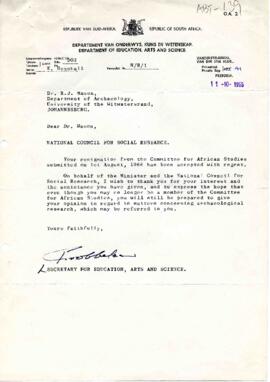 REPUBLIEK VAN SUID-AFRIKA. REPUBLIC OF SOUTH AFRICA.
DEPARTEMENT VAN ONDERWYS, KUNS EN WETENSKAP.
DEPARTMENT OF EDUCATION, ARTS AND SCIENCE
N/8/1
PRETORIA
Dr. R.J. Mason,
Department of Archaeology,
University of the Witwatersrand,
JOHANNESBURG.
Dear Dr. Mason,
NATIONAL COUNCIL FOR SOCIAL RESEARCH.
Your resignation from the Committee for African Studies
submitted on 1st August, 1966 has been accepted with regret.
On behalf of the Minister and the National Council for
Social Research, I wish to thank you for your interest and
the assistance you have given, and to express the hope that
even though you may no longer be a member of the Committee
for African Studies, you will still be prepared to give
your opinion in regard to matters concerning archaeological
research, which may be referred to you.
Yours faithfully,
SECRETARY FOR EDUCATION, ARTS AND SCIENCE.